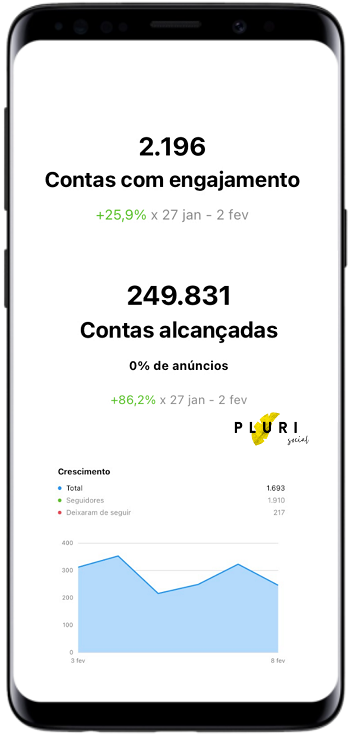 2.196
Contas com engajamento
+25,9% x 27 jan - 2 fev
249.831
Contas alcançadas
0% de anúncios
+86,2% x 27 jan - 2 fev
PLURI
social
Crescimento
Total 1.693
Seguidores 1.910
Deixaram de seguir 217
400
300
200
100
0
3 fev 9 fev